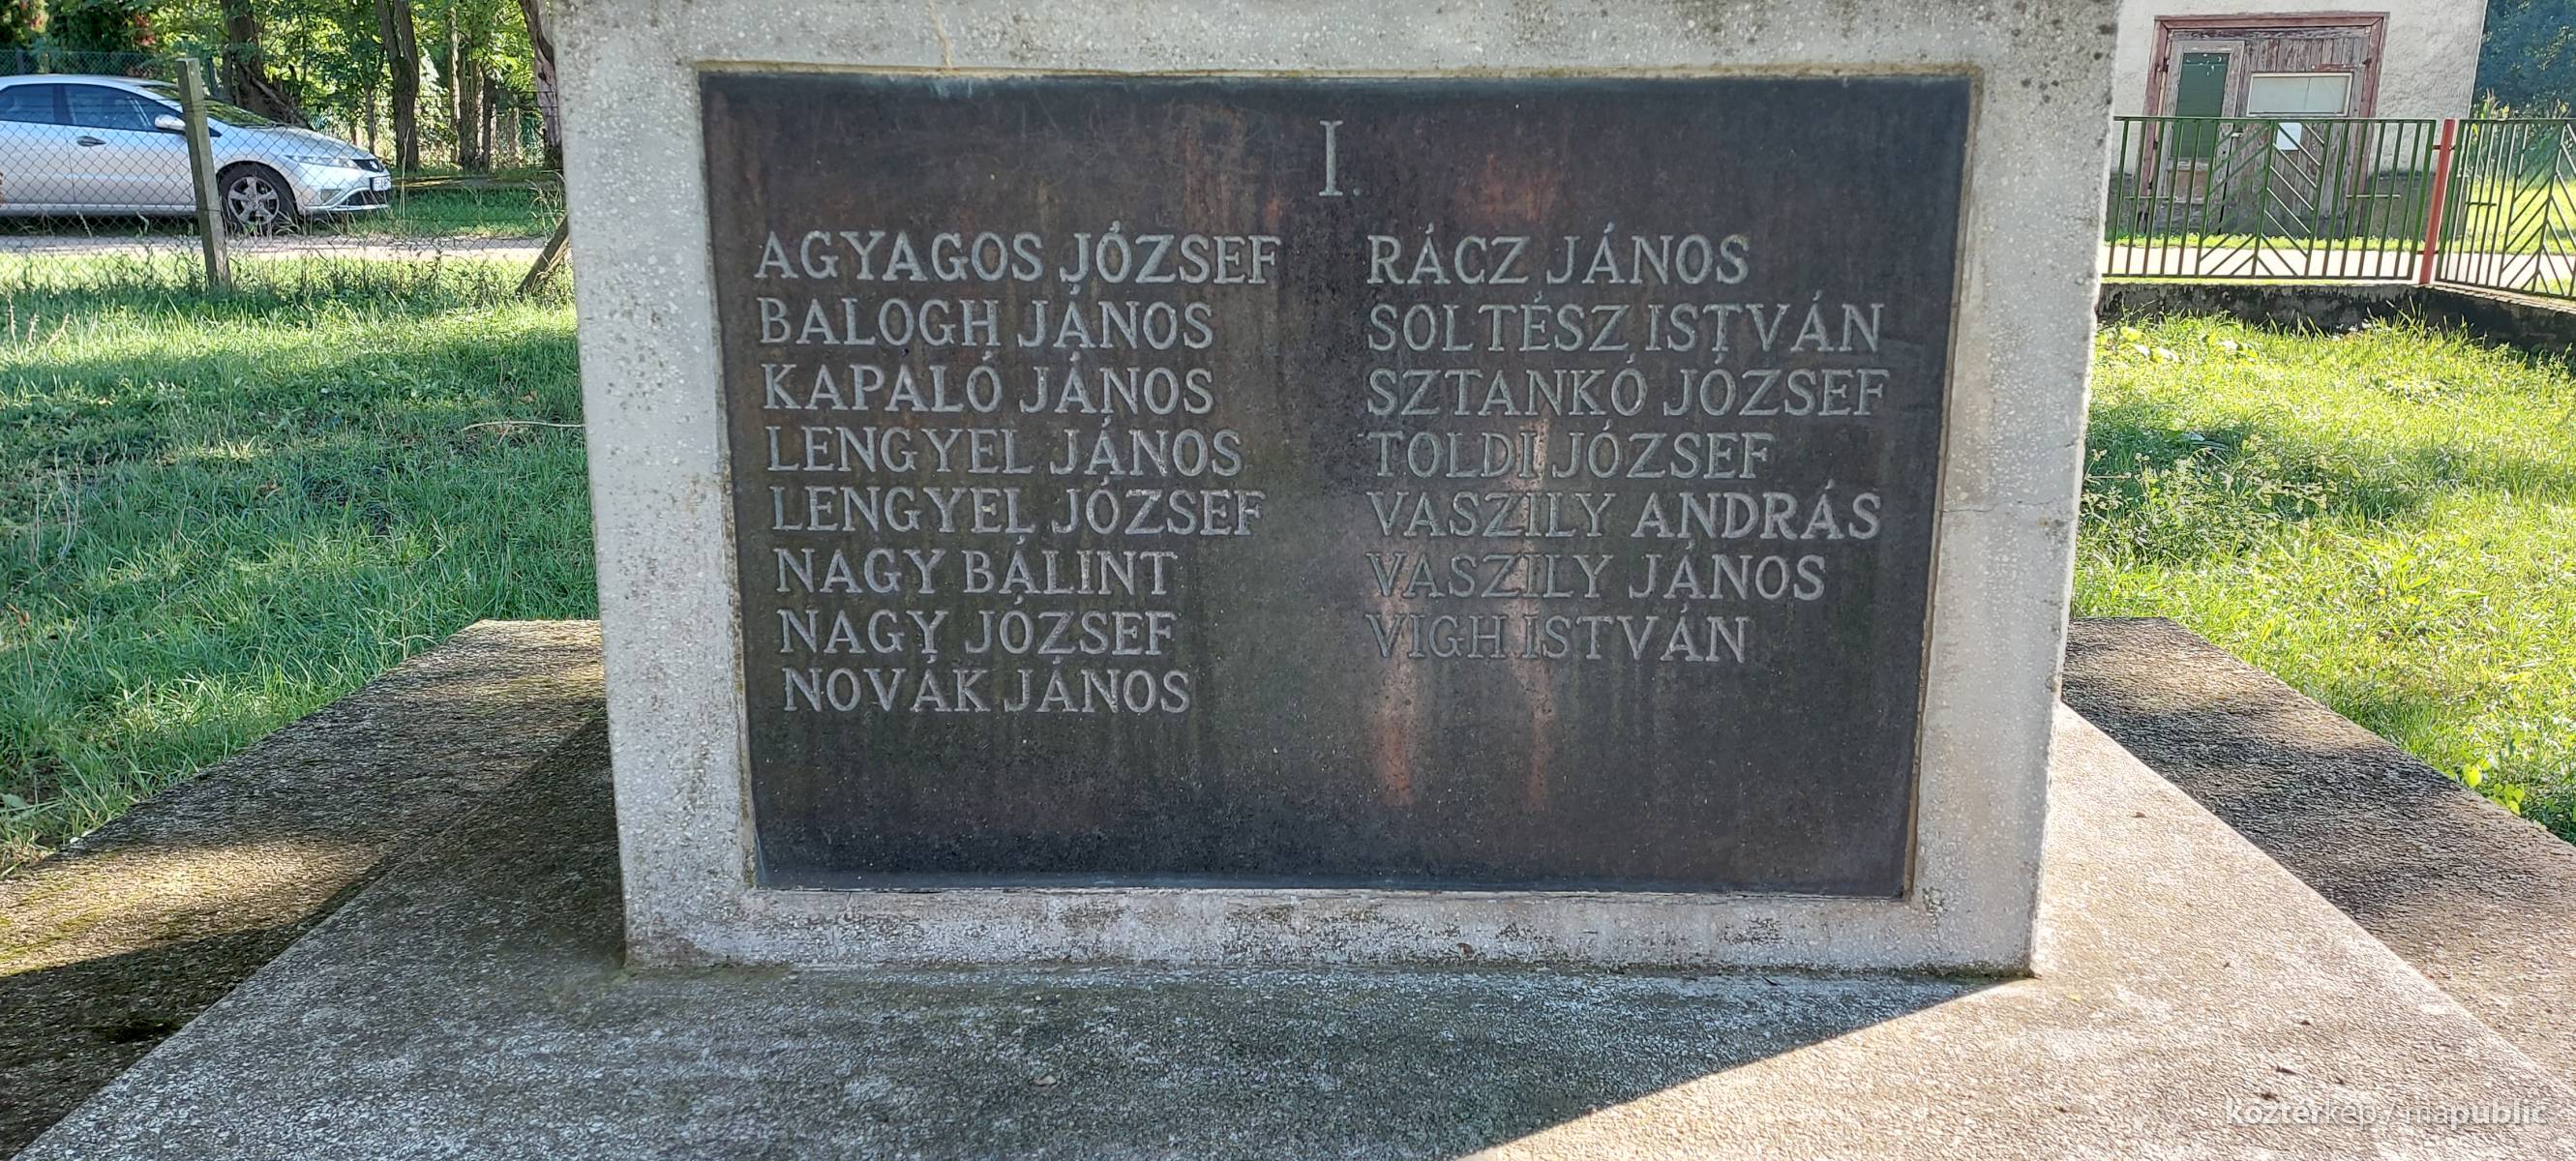 I.
AGYAGOS JÓZSEF
BALOGH JÁNOS
KAPALÓ JÁNOS
LENGYEL JÁNOS
LENGYEL JÓZSEF
NAGY BÁLINT
NAGY JÓZSEF
NOVÁK JÁNOS
RÁCZ JÁNOS
SOLTÉSZ ISTVÁN
SZTANKÓ JÓZSEF
TOLDI JÓZSEF
VASZILY ANDRÁS
VASZILY JÁNOS
VIGH ISTVÁN
köztérkép / mapublic